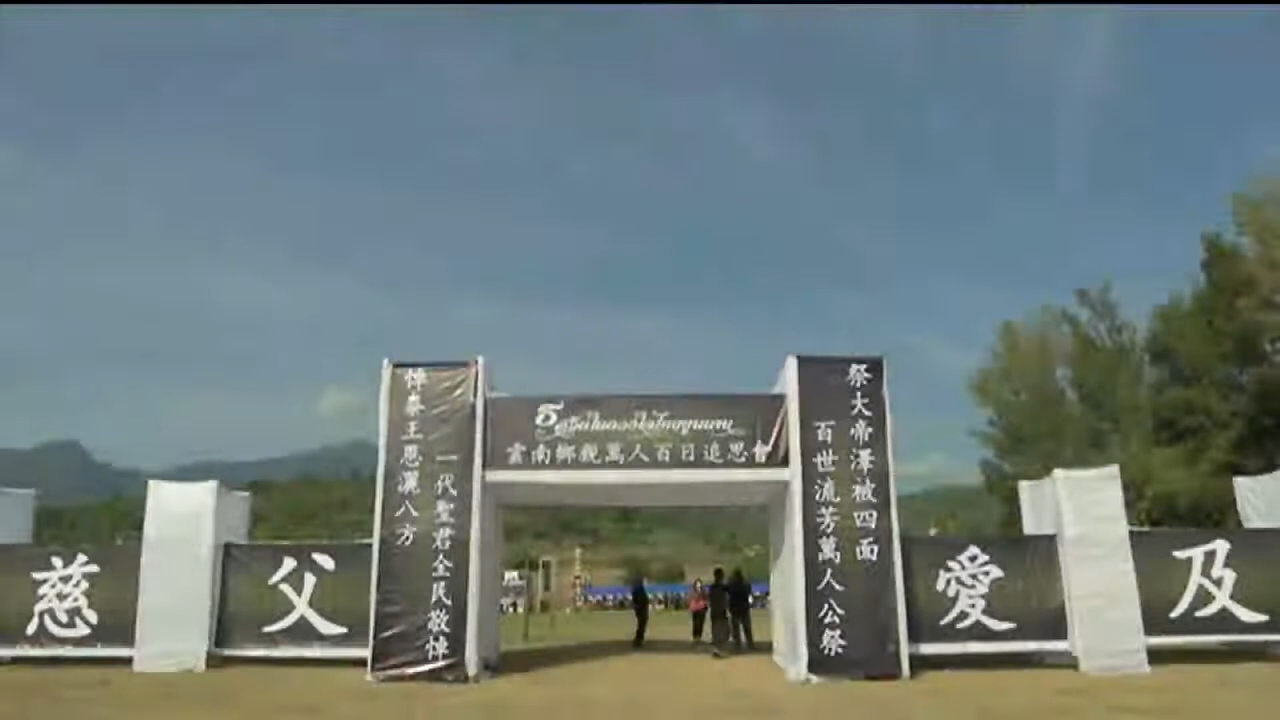 雲南鄉親萬人百日追思會
祭大帝澤被四面
百世流芳萬人公祭
悼泰王恩灑八方
一代聖君全民敬悼
慈
父
愛
及